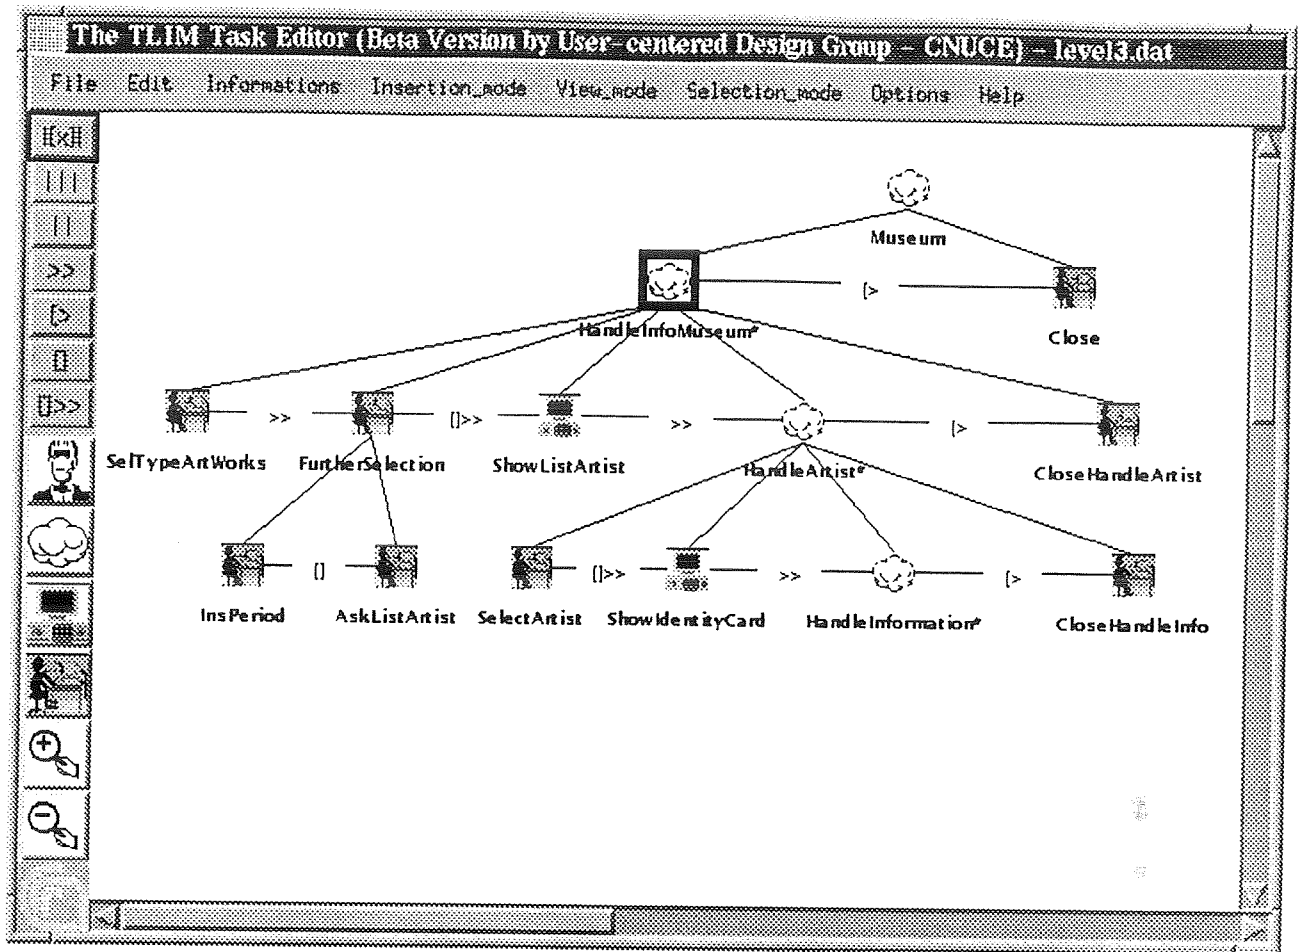 The TLIM Task Editor (Beta Version by User-centered Design Group - CNUCE) - level3.dat
File Edit Informations Insertion_mode View_mode Selection_mode Options Help
|[x]|
|||
Museum
||
>>
[>
HandleInfoMuseum*
[>
Close
[]
[]>>
>>
[]>>
>>
[>
SelTypeArtWorks FurtherSelection ShowListArtist HandleArtist* CloseHandleArtist
[]
[]>>
>>
[>
InsPeriod AskListArtist SelectArtist ShowIdentityCard HandleInformation* CloseHandleInfo